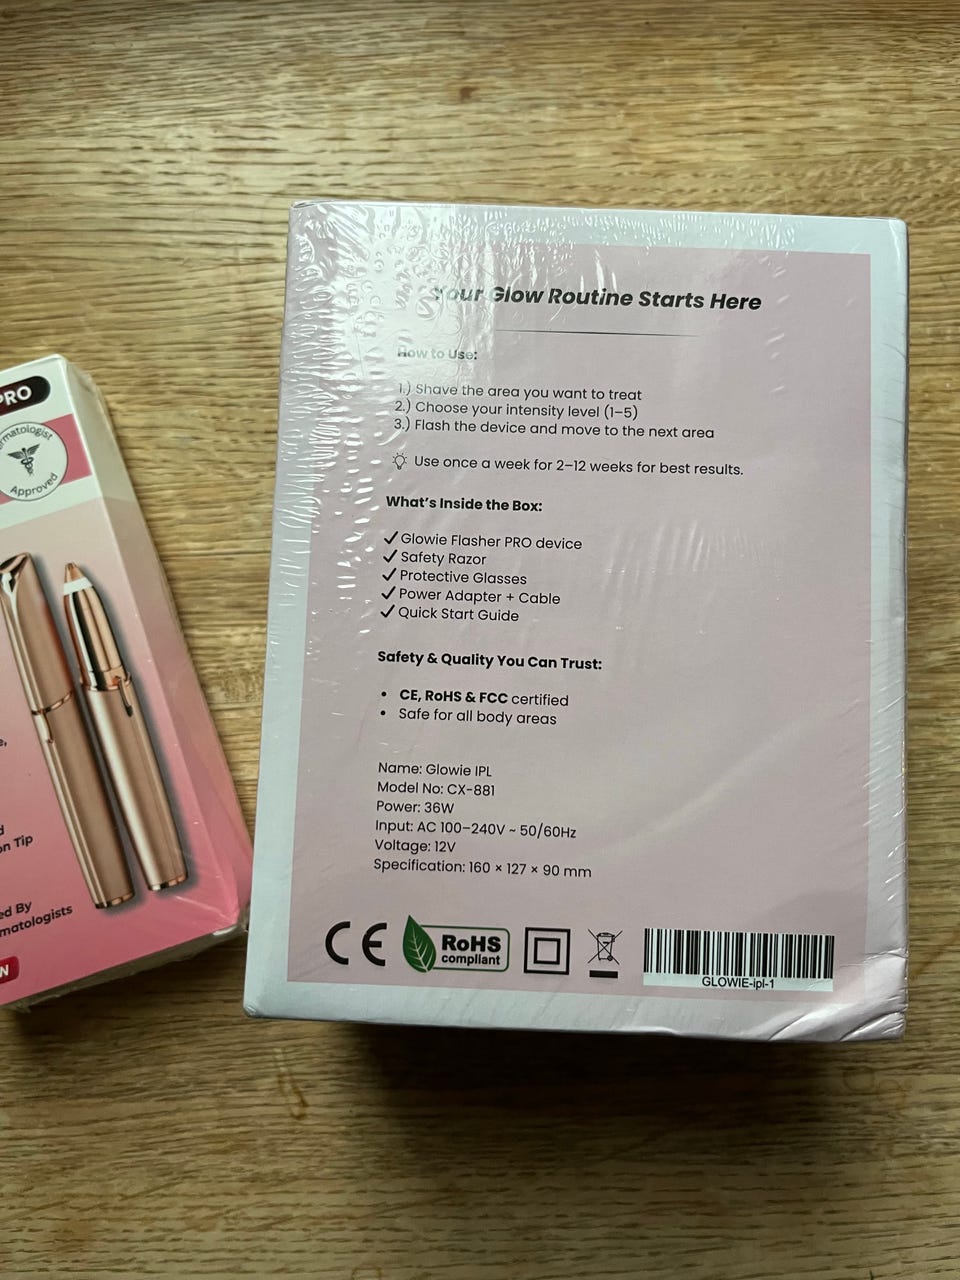 PRO
Approved
on Tip
ed By
matologists
Your Glow Routine Starts Here
How to Use:
1.) Shave the area you want to treat
2.) Choose your intensity level (1–5)
3.) Flash the device and move to the next area
Use once a week for 2–12 weeks for best results.
What's Inside the Box:
Glowie Flasher PRO device
Safety Razor
Protective Glasses
Power Adapter + Cable
Quick Start Guide
Safety & Quality You Can Trust:
• CE, RoHS & FCC certified
• Safe for all body areas
Name: Glowie IPL
Model No: CX-881
Power: 36W
Input: AC 100–240V ~ 50/60Hz
Voltage: 12V
Specification: 160 × 127 × 90 mm
CE
RoHS
compliant
GLOWIE-ipl-1